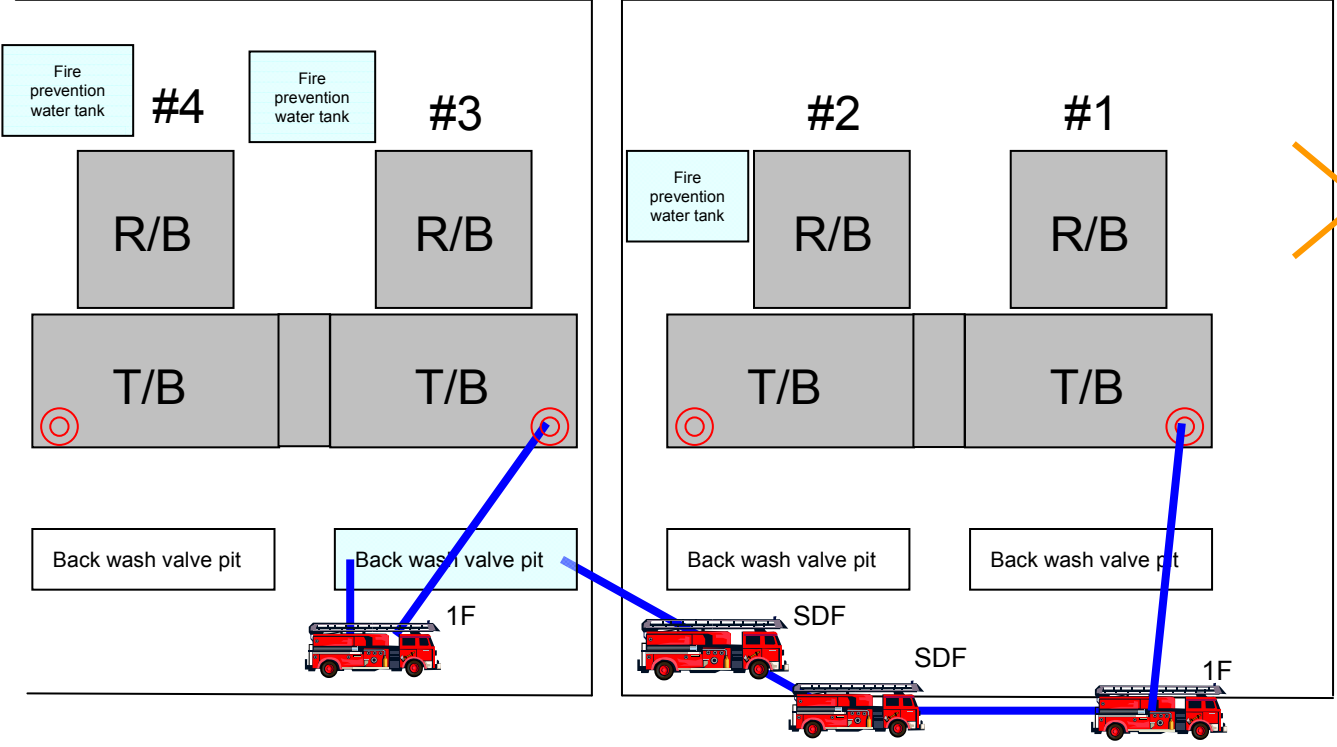 Fire
prevention
water tank
#4
Fire
prevention
water tank
#3
#2
#1
Fire
prevention
water tank
R/B
R/B
R/B
R/B
T/B
T/B
T/B
T/B
Back wash valve pit
Back wash valve pit
Back wash valve pit
Back wash valve pit
1F
SDF
SDF
1F